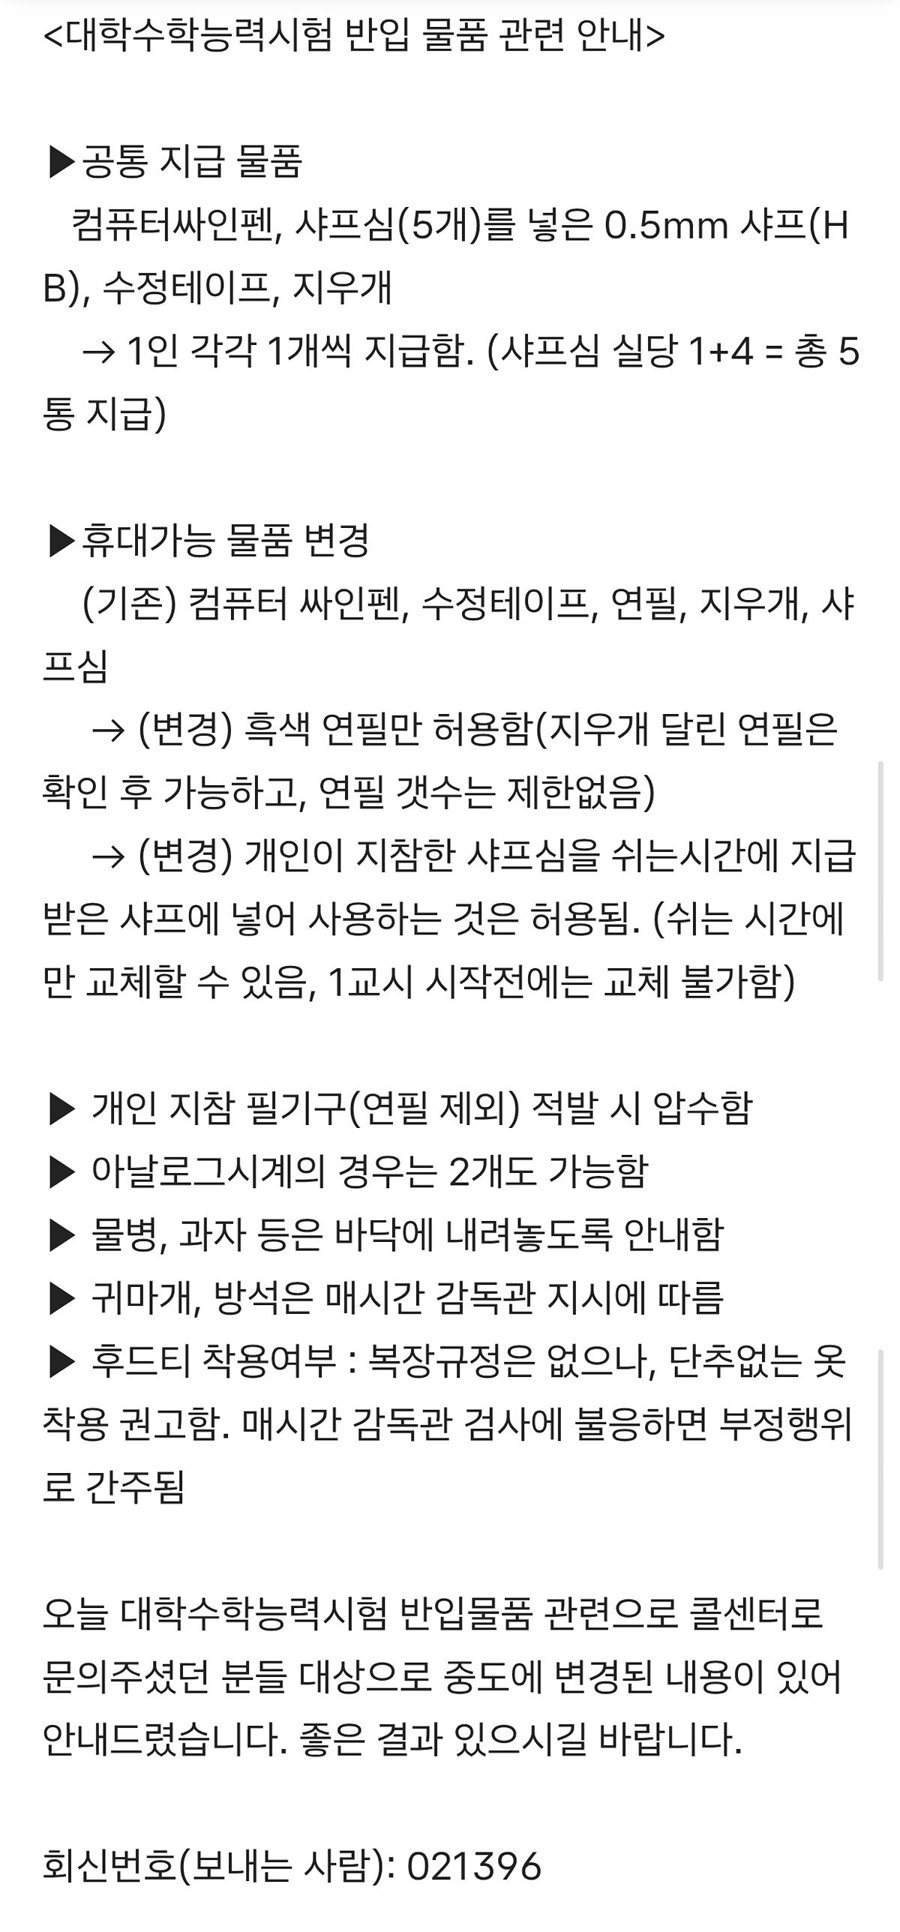 <대학수학능력시험 반입 물품 관련 안내>
▶공통 지급 물품
컴퓨터싸인펜, 샤프심(5개)를 넣은 0.5mm 샤프(H
B), 수정테이프, 지우개
→ 1인 각각 1개씩 지급함. (샤프심 실당 1+4 = 총 5
통 지급)
▶휴대가능 물품 변경
(기존) 컴퓨터 싸인펜, 수정테이프, 연필, 지우개, 샤
프심
→ (변경) 흑색 연필만 허용함(지우개 달린 연필은
확인 후 가능하고, 연필 갯수는 제한없음)
→ (변경) 개인이 지참한 샤프심을 쉬는시간에 지급
받은 샤프에 넣어 사용하는 것은 허용됨. (쉬는 시간에
만 교체할 수 있음, 1교시 시작전에는 교체 불가함)
▶ 개인 지참 필기구(연필 제외) 적발 시 압수함
▶ 아날로그시계의 경우는 2개도 가능함
▶ 물병, 과자 등은 바닥에 내려놓도록 안내함
▶ 귀마개, 방석은 매시간 감독관 지시에 따름
▶ 후드티 착용여부 : 복장규정은 없으나, 단추없는 옷
착용 권고함. 매시간 감독관 검사에 불응하면 부정행위
로 간주됨
오늘 대학수학능력시험 반입물품 관련으로 콜센터로
문의주셨던 분들 대상으로 중도에 변경된 내용이 있어
안내드렸습니다. 좋은 결과 있으시길 바랍니다.
회신번호(보내는 사람): 021396